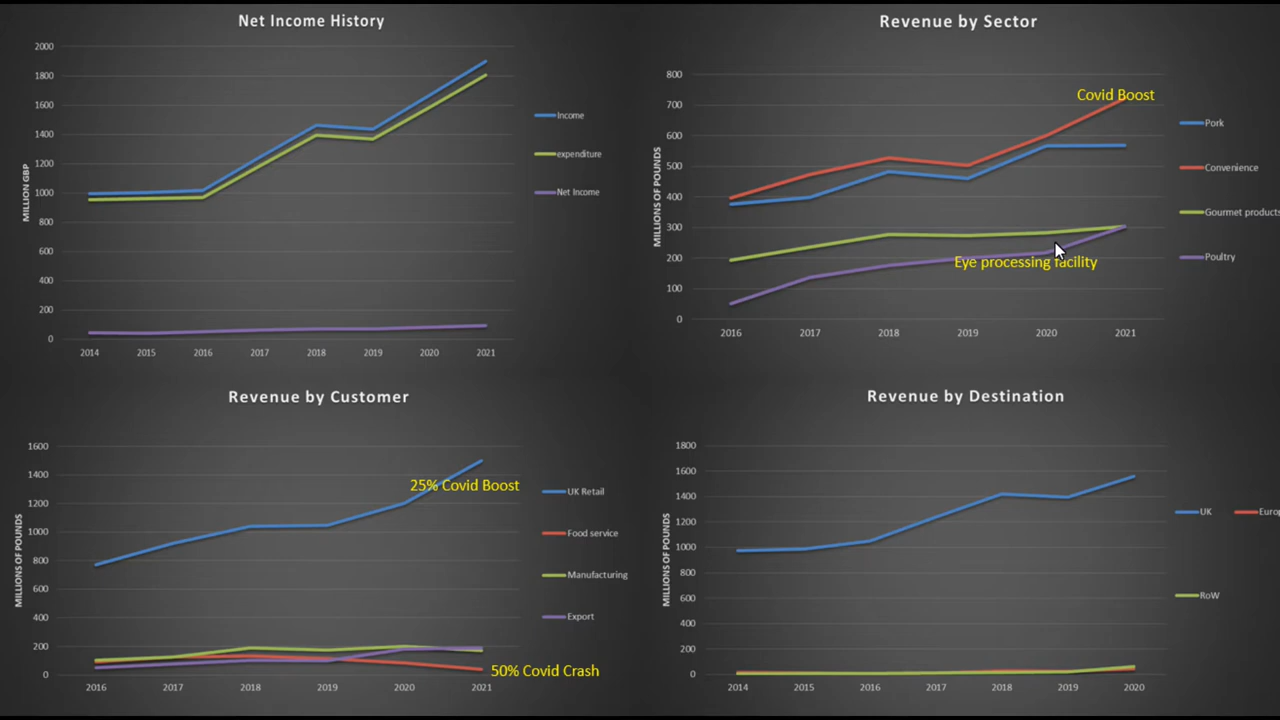 Net Income History
2000
1800
1600
1400
1200
1000
800
600
400
200
0
MILLION GBP
2014 2015 2016 2017 2018 2019 2020 2021
Income
expenditure
Net Income
Revenue by Sector
800
700
600
500
400
300
200
100
0
MILLIONS OF POUNDS
2016 2017 2018 2019 2020 2021
Covid Boost
Eye processing facility
Pork
Convenience
Gourmet products
Poultry
Revenue by Customer
1600
1400
1200
1000
800
600
400
200
0
MILLIONS OF POUNDS
2016 2017 2018 2019 2020 2021
25% Covid Boost
50% Covid Crash
UK Retail
Food service
Manufacturing
Export
Revenue by Destination
1800
1600
1400
1200
1000
800
600
400
200
0
MILLIONS OF POUNDS
2014 2015 2016 2017 2018 2019 2020
UK
RoW